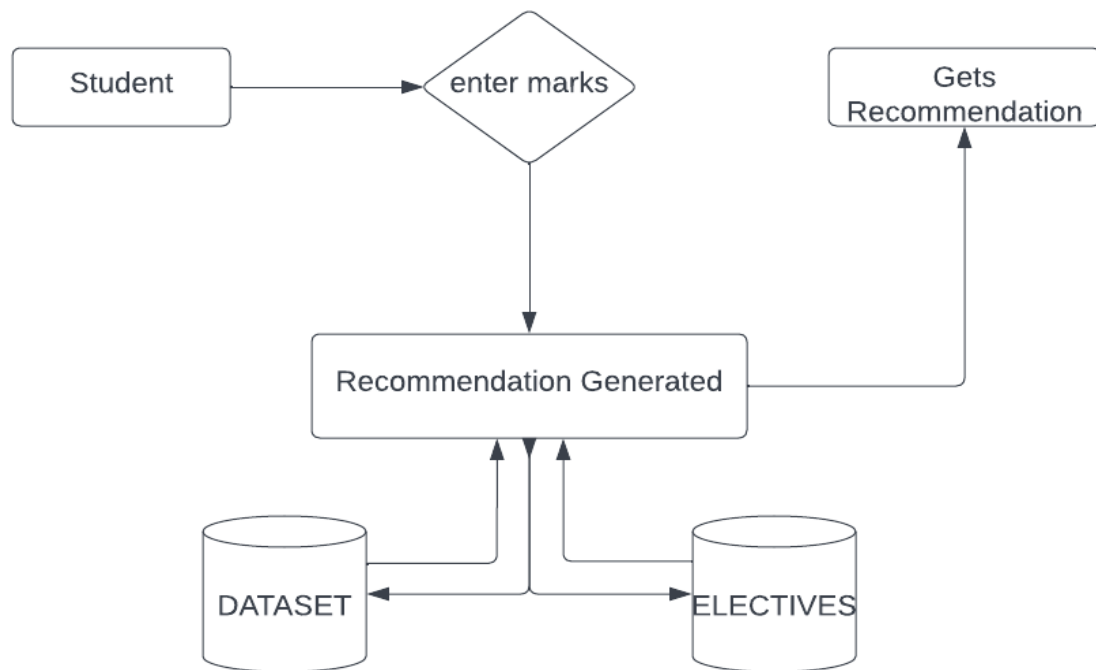 Student
enter marks
Gets
Recommendation
Recommendation Generated
DATASET
ELECTIVES